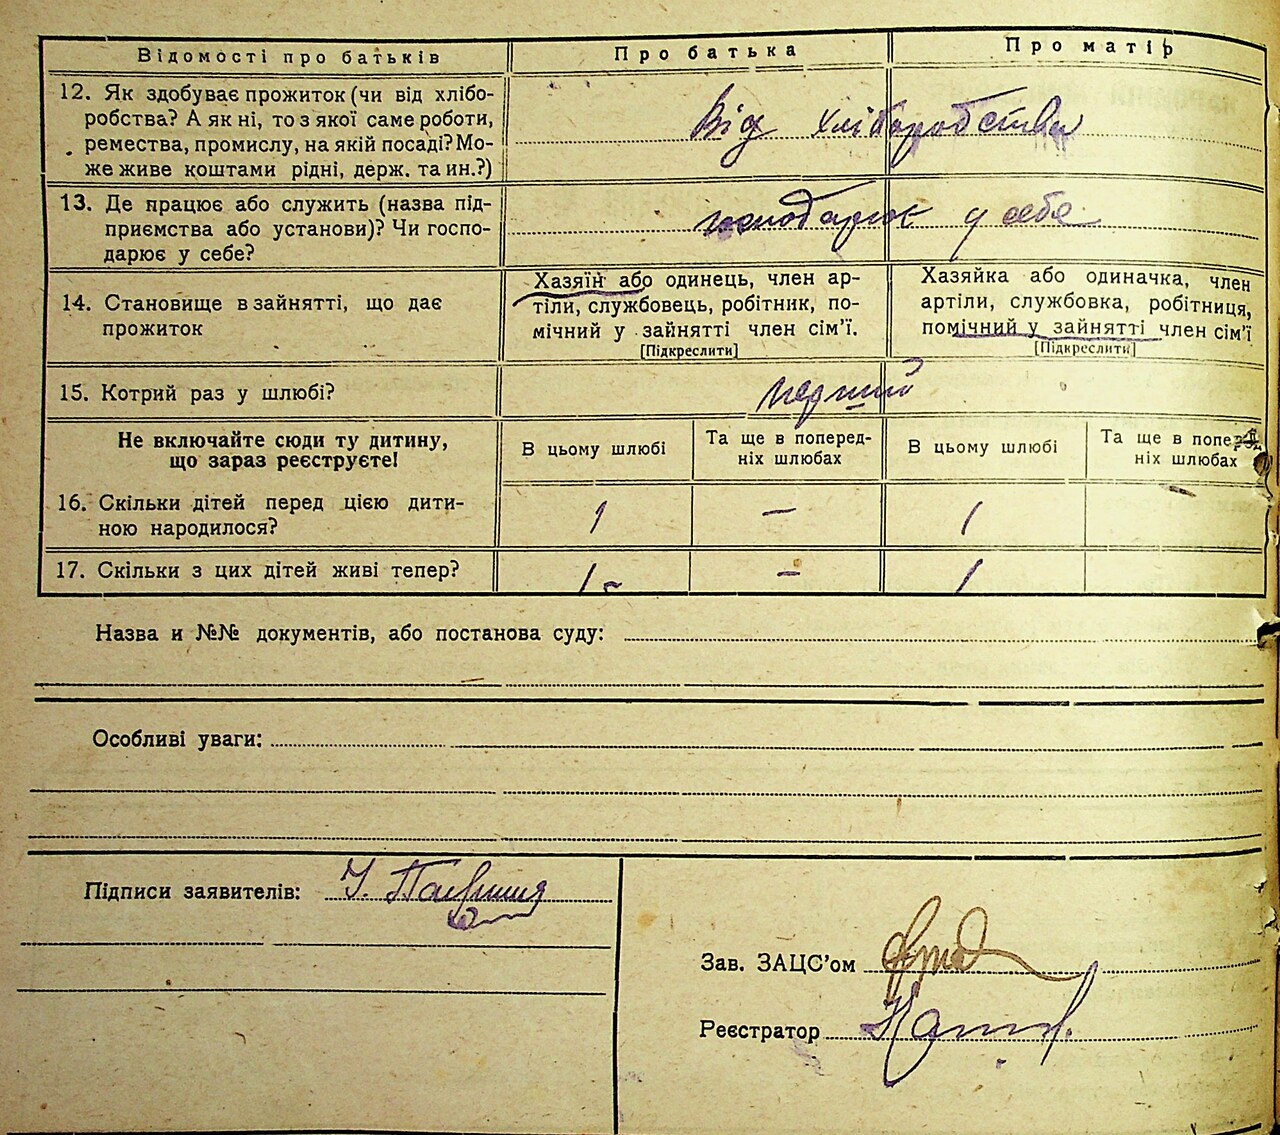 Відомості про батьків
Про батька
Про матір
12. Як здобуває прожиток (чи від хлібо-
робства? А як ні, то з якої саме роботи,
ремества, промислу, на якій посаді? Мо-
же живе коштами рідні, держ. та ин.?)
Від хліборобства
13. Де працює або служить (назва під-
приємства або установи)? Чи госпо-
дарює у себе?
господарює у себе
14. Становище в зайнятті, що дає
прожиток
Хазяїн або одинець, член ар-
тіли, службовець, робітник, по-
мічний у зайнятті член сім’ї.
[Підкреслити]
Хазяйка або одиначка, член
артіли, службовка, робітниця,
помічний у зайнятті член сім’ї
[Підкреслити]
15. Котрий раз у шлюбі?
перший
Не включайте сюди ту дитину,
що зараз реєструєте!
В цьому шлюбі
Та ще в поперед-
ніх шлюбах
В цьому шлюбі
Та ще в попе
ніх шлюбах
16. Скільки дітей перед цією дити-
ною народилося?
1
—
1
17. Скільки з цих дітей живі тепер?
1 -
—
1
Назва и №№ документів, або постанова суду:
Особливі уваги:
Підписи заявителів:
Зав. ЗАЦС’ом
Реєстратор